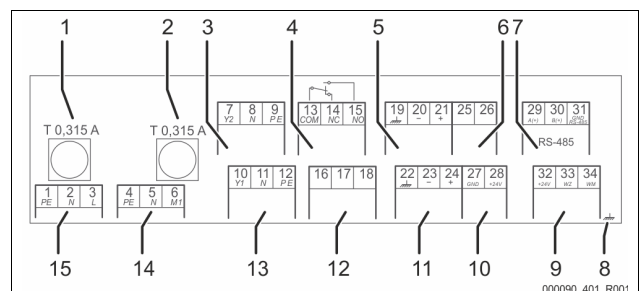 1 2 3 4 5 6 7
T 0,315 A T 0,315 A
7 8 9 13 14 15 19 20 21 25 26 29 30 31
Y2 N PE COM NC NO − + A(+) B(+) GND RS-485
RS-485
10 11 12 16 17 18 22 23 24 27 28 32 33 34
Y1 N PE − + GND +24V +24V WZ WM
1 2 3 4 5 6
PE N L PE N M1
15 14 13 12 11 10 9 8
000090_401_R001